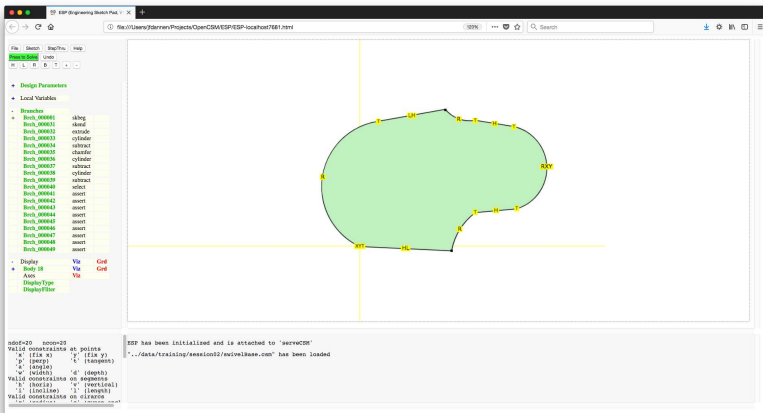 ESP (Engineering Sketch Pad, v
file:///Users/jfdannen/Projects/OpenCSM/ESP/ESP-localhost7681.html
120%
Search
File Sketch StepThru Help
Press to Solve Undo
H L R B T + -
+ Design Parameters
+ Local Variables
- Branches
+ Brch_000001 skbeg
Brch_000031 skend
Brch_000032 extrude
Brch_000033 cylinder
Brch_000034 subtract
Brch_000035 chamfer
Brch_000036 cylinder
Brch_000037 subtract
Brch_000038 cylinder
Brch_000039 subtract
Brch_000040 select
Brch_000041 assert
Brch_000042 assert
Brch_000043 assert
Brch_000044 assert
Brch_000045 assert
Brch_000046 assert
Brch_000047 assert
Brch_000048 assert
Brch_000049 assert
- Display Viz Grd
+ Body 18 Viz Grd
Axes Viz
DisplayType
DisplayFilter
T LH R T H T
R RXY
T H T
R
XYT HL
ndof=20 ncon=20
Valid constraints at points
'x' (fix x) 'y' (fix y)
'p' (perp) 't' (tangent)
'a' (angle)
'w' (width) 'd' (depth)
Valid constraints on segments
'h' (horiz) 'v' (vertical)
'i' (incline) 'l' (length)
Valid constraints on cirarcs
ESP has been initialized and is attached to 'serveCSM'
"../data/training/session02/swivelBase.csm" has been loaded